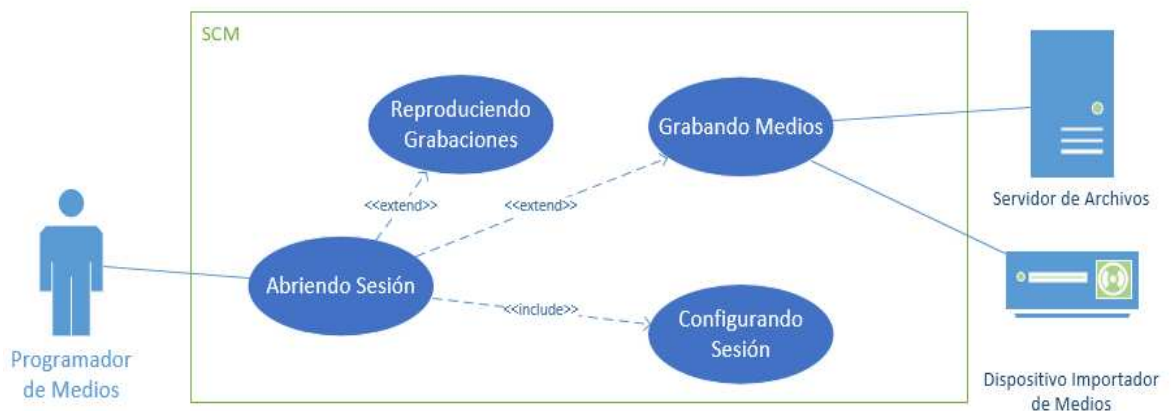 SCM
Reproduciendo
Grabaciones
Grabando Medios
Servidor de Archivos
<<extend>>
<<extend>>
Abriendo Sesión
<<include>>
Configurando
Sesión
Programador
de Medios
Dispositivo Importador
de Medios